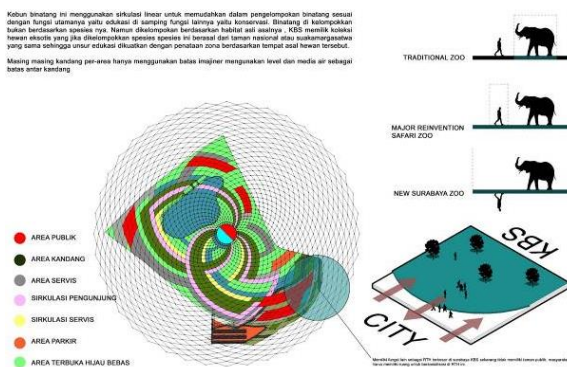 Kebun binatang ini menggunakan sirkulasi linear untuk memudahkan dalam pengelompokan binatang sesuai
dengan fungsi utamanya yaitu edukasi di samping fungsi lainnya yaitu konservasi. Binatang di kelompokkan
bukan berdasarkan spesies nya. Namun dikelompokan berdasarkan habitat asli asalnya , KBS memilik koleksi
hewan eksotis yang jika dikelompokkan spesies spesies ini berasal dari taman nasional atau suakamargasatwa
yang sama sehingga unsur edukasi dikuatkan dengan penataan zona berdasarkan tempat asal hewan tersebut.
Masing masing kandang per-area hanya menggunakan batas imajiner mengunakan level dan media air sebagai
batas antar kandang
TRADITIONAL ZOO
MAJOR REINVENTION
SAFARI ZOO
NEW SURABAYA ZOO
AREA PUBLIK
AREA KANDANG
AREA SERVIS
SIRKULASI PENGUNJUNG
SIRKULASI SERVIS
AREA PARKIR
AREA TERBUKA HIJAU BEBAS
KBS
CITY